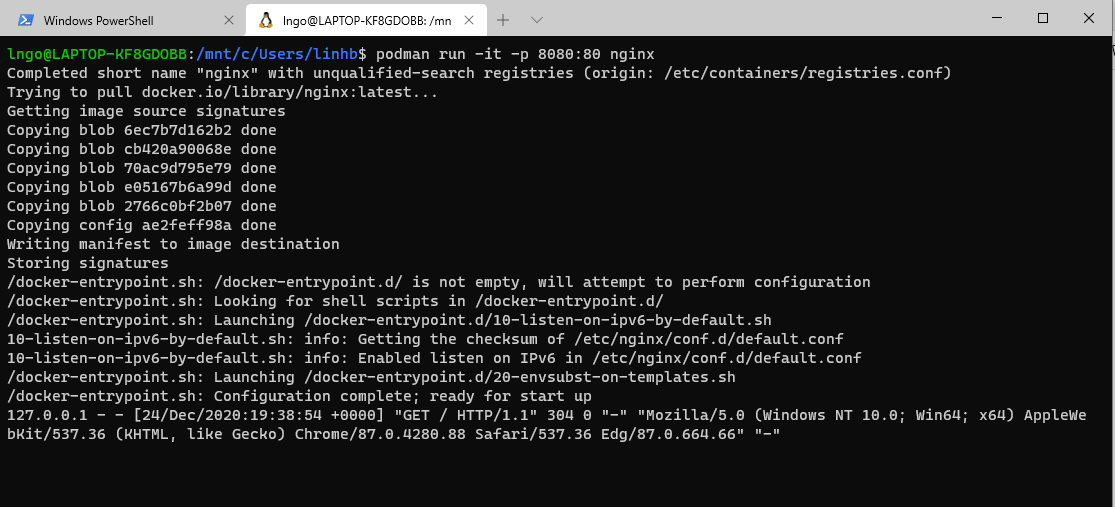 Windows PowerShell
lngo@LAPTOP-KF8GDOBB: /mn
lngo@LAPTOP-KF8GDOBB:/mnt/c/Users/linhb$ podman run -it -p 8080:80 nginx
Completed short name "nginx" with unqualified-search registries (origin: /etc/containers/registries.conf)
Trying to pull docker.io/library/nginx:latest...
Getting image source signatures
Copying blob 6ec7b7d162b2 done
Copying blob cb420a90068e done
Copying blob 70ac9d795e79 done
Copying blob e05167b6a99d done
Copying blob 2766c0bf2b07 done
Copying config ae2feff98a done
Writing manifest to image destination
Storing signatures
/docker-entrypoint.sh: /docker-entrypoint.d/ is not empty, will attempt to perform configuration
/docker-entrypoint.sh: Looking for shell scripts in /docker-entrypoint.d/
/docker-entrypoint.sh: Launching /docker-entrypoint.d/10-listen-on-ipv6-by-default.sh
10-listen-on-ipv6-by-default.sh: info: Getting the checksum of /etc/nginx/conf.d/default.conf
10-listen-on-ipv6-by-default.sh: info: Enabled listen on IPv6 in /etc/nginx/conf.d/default.conf
/docker-entrypoint.sh: Launching /docker-entrypoint.d/20-envsubst-on-templates.sh
/docker-entrypoint.sh: Configuration complete; ready for start up
127.0.0.1 - - [24/Dec/2020:19:38:54 +0000] "GET / HTTP/1.1" 304 0 "-" "Mozilla/5.0 (Windows NT 10.0; Win64; x64) AppleWe
bKit/537.36 (KHTML, like Gecko) Chrome/87.0.4280.88 Safari/537.36 Edg/87.0.664.66" "-"